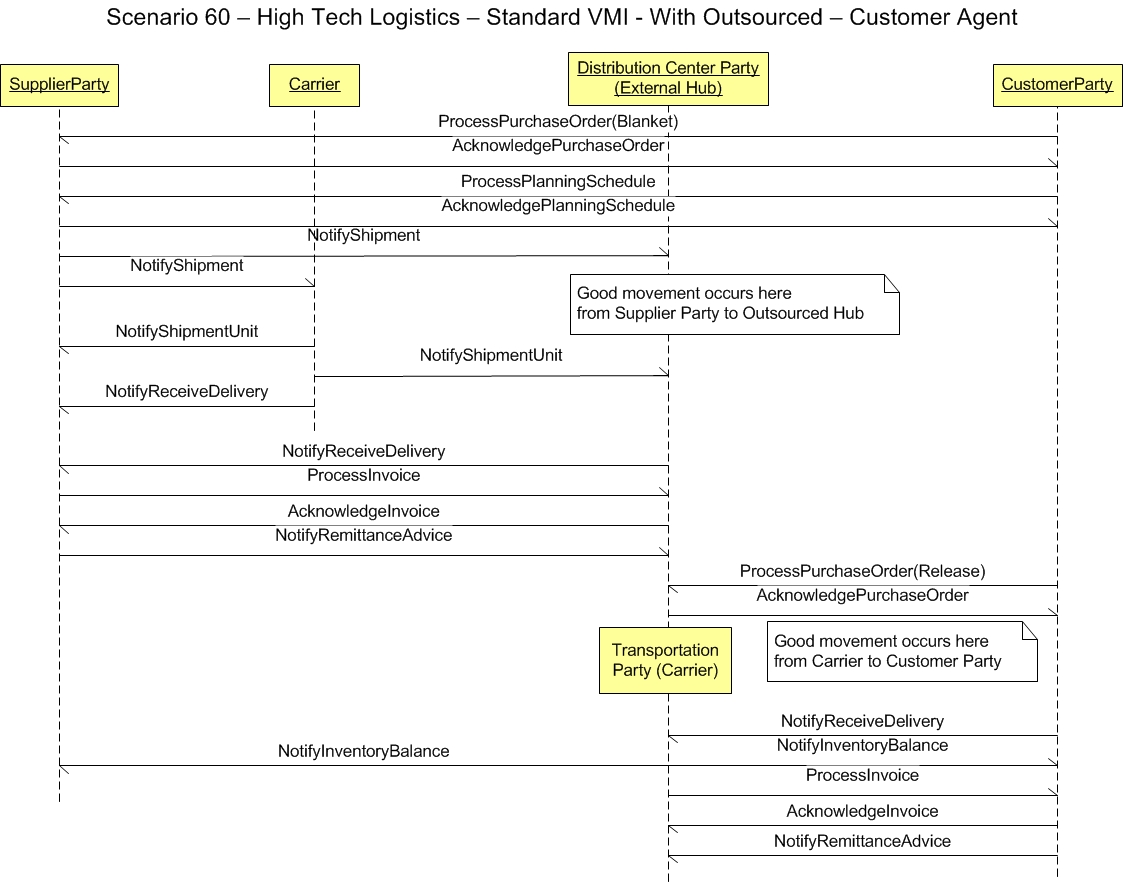 Scenario 60 – High Tech Logistics – Standard VMI - With Outsourced – Customer Agent
SupplierParty
Carrier
Distribution Center Party
(External Hub)
CustomerParty
ProcessPurchaseOrder(Blanket)
AcknowledgePurchaseOrder
ProcessPlanningSchedule
AcknowledgePlanningSchedule
NotifyShipment
NotifyShipment
Good movement occurs here
from Supplier Party to Outsourced Hub
NotifyShipmentUnit
NotifyShipmentUnit
NotifyReceiveDelivery
NotifyReceiveDelivery
ProcessInvoice
AcknowledgeInvoice
NotifyRemittanceAdvice
ProcessPurchaseOrder(Release)
AcknowledgePurchaseOrder
Transportation
Party (Carrier)
Good movement occurs here
from Carrier to Customer Party
NotifyReceiveDelivery
NotifyInventoryBalance
NotifyInventoryBalance
ProcessInvoice
AcknowledgeInvoice
NotifyRemittanceAdvice